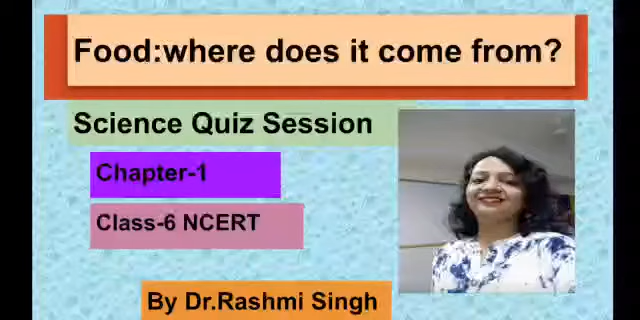 Food:where does it come from?
Science Quiz Session
Chapter-1
Class-6 NCERT
By Dr.Rashmi Singh